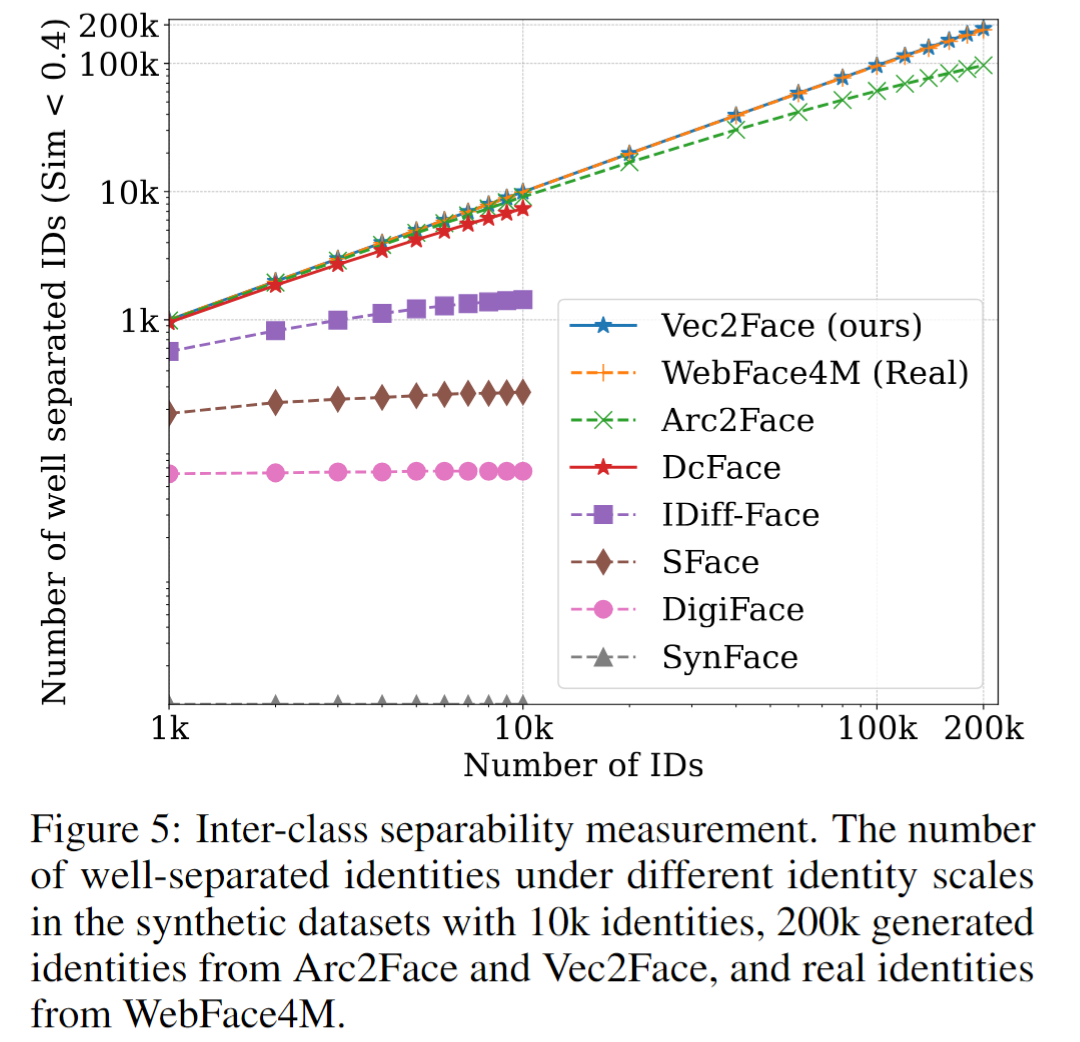 Number of well separated IDs (Sim < 0.4)
200k
100k
10k
1k
Vec2Face (ours)
WebFace4M (Real)
Arc2Face
DcFace
IDiff-Face
SFace
DigiFace
SynFace
1k
10k
100k
200k
Number of IDs
Figure 5: Inter-class separability measurement. The number
of well-separated identities under different identity scales
in the synthetic datasets with 10k identities, 200k generated
identities from Arc2Face and Vec2Face, and real identities
from WebFace4M.